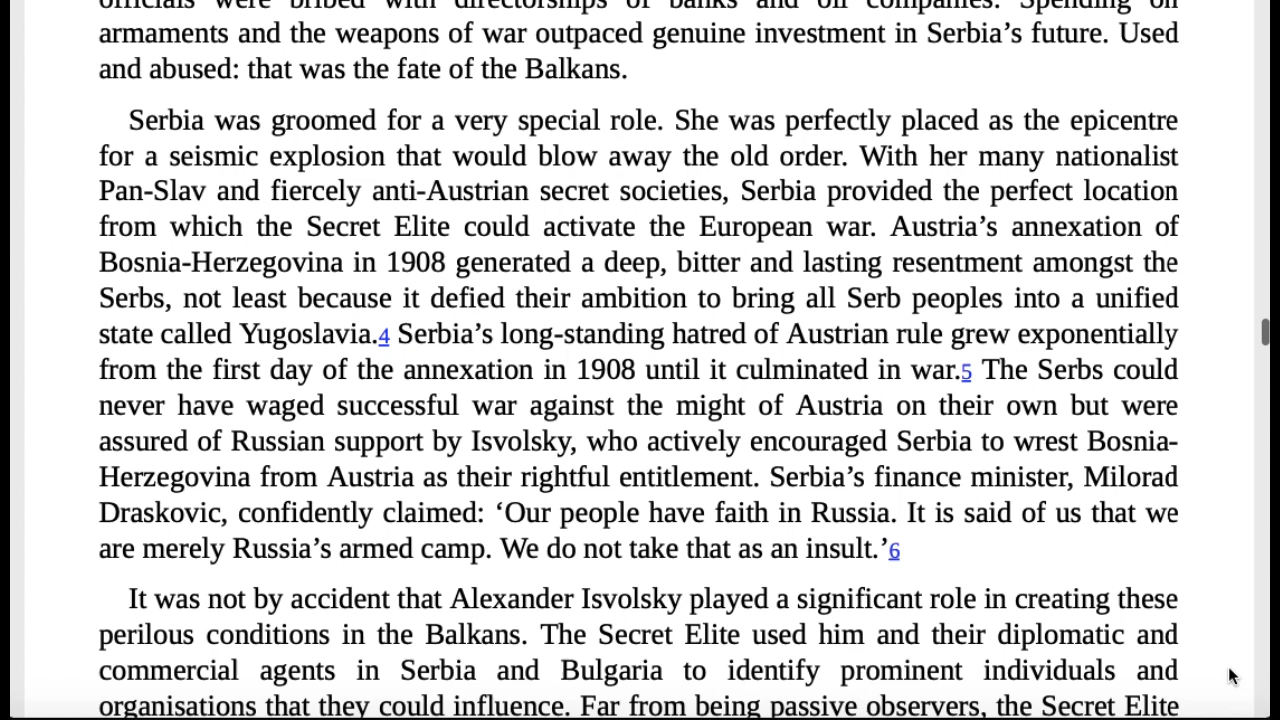 officials were bribed with directorships of banks and oil companies. Spending on
armaments and the weapons of war outpaced genuine investment in Serbia’s future. Used
and abused: that was the fate of the Balkans.
Serbia was groomed for a very special role. She was perfectly placed as the epicentre
for a seismic explosion that would blow away the old order. With her many nationalist
Pan-Slav and fiercely anti-Austrian secret societies, Serbia provided the perfect location
from which the Secret Elite could activate the European war. Austria’s annexation of
Bosnia-Herzegovina in 1908 generated a deep, bitter and lasting resentment amongst the
Serbs, not least because it defied their ambition to bring all Serb peoples into a unified
state called Yugoslavia.4 Serbia’s long-standing hatred of Austrian rule grew exponentially
from the first day of the annexation in 1908 until it culminated in war.5 The Serbs could
never have waged successful war against the might of Austria on their own but were
assured of Russian support by Isvolsky, who actively encouraged Serbia to wrest Bosnia-
Herzegovina from Austria as their rightful entitlement. Serbia’s finance minister, Milorad
Draskovic, confidently claimed: ‘Our people have faith in Russia. It is said of us that we
are merely Russia’s armed camp. We do not take that as an insult.’6
It was not by accident that Alexander Isvolsky played a significant role in creating these
perilous conditions in the Balkans. The Secret Elite used him and their diplomatic and
commercial agents in Serbia and Bulgaria to identify prominent individuals and
organisations that they could influence. Far from being passive observers, the Secret Elite